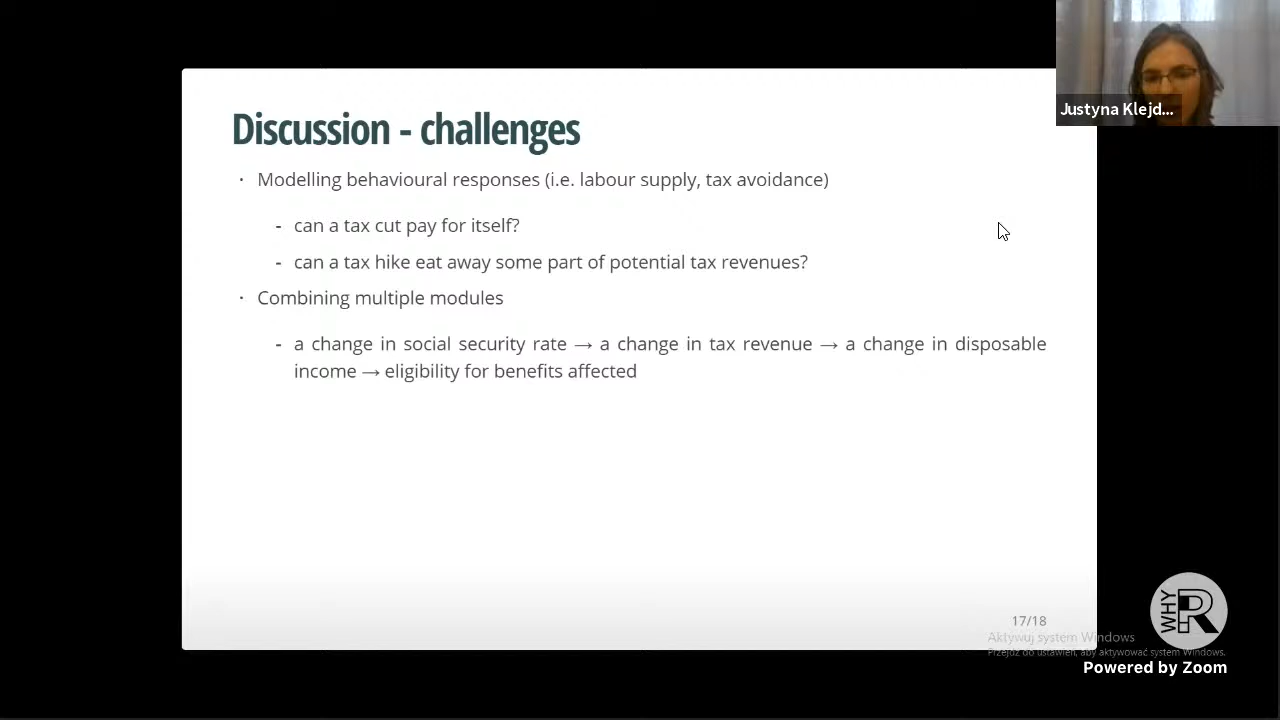 Justyna Klejd...
Discussion - challenges
· Modelling behavioural responses (i.e. labour supply, tax avoidance)
- can a tax cut pay for itself?
- can a tax hike eat away some part of potential tax revenues?
· Combining multiple modules
- a change in social security rate → a change in tax revenue → a change in disposable
income → eligibility for benefits affected
17/18
WHY R
Aktywuj system Windows
Przejdź do ustawień, aby aktywować system Windows.
Powered by Zoom